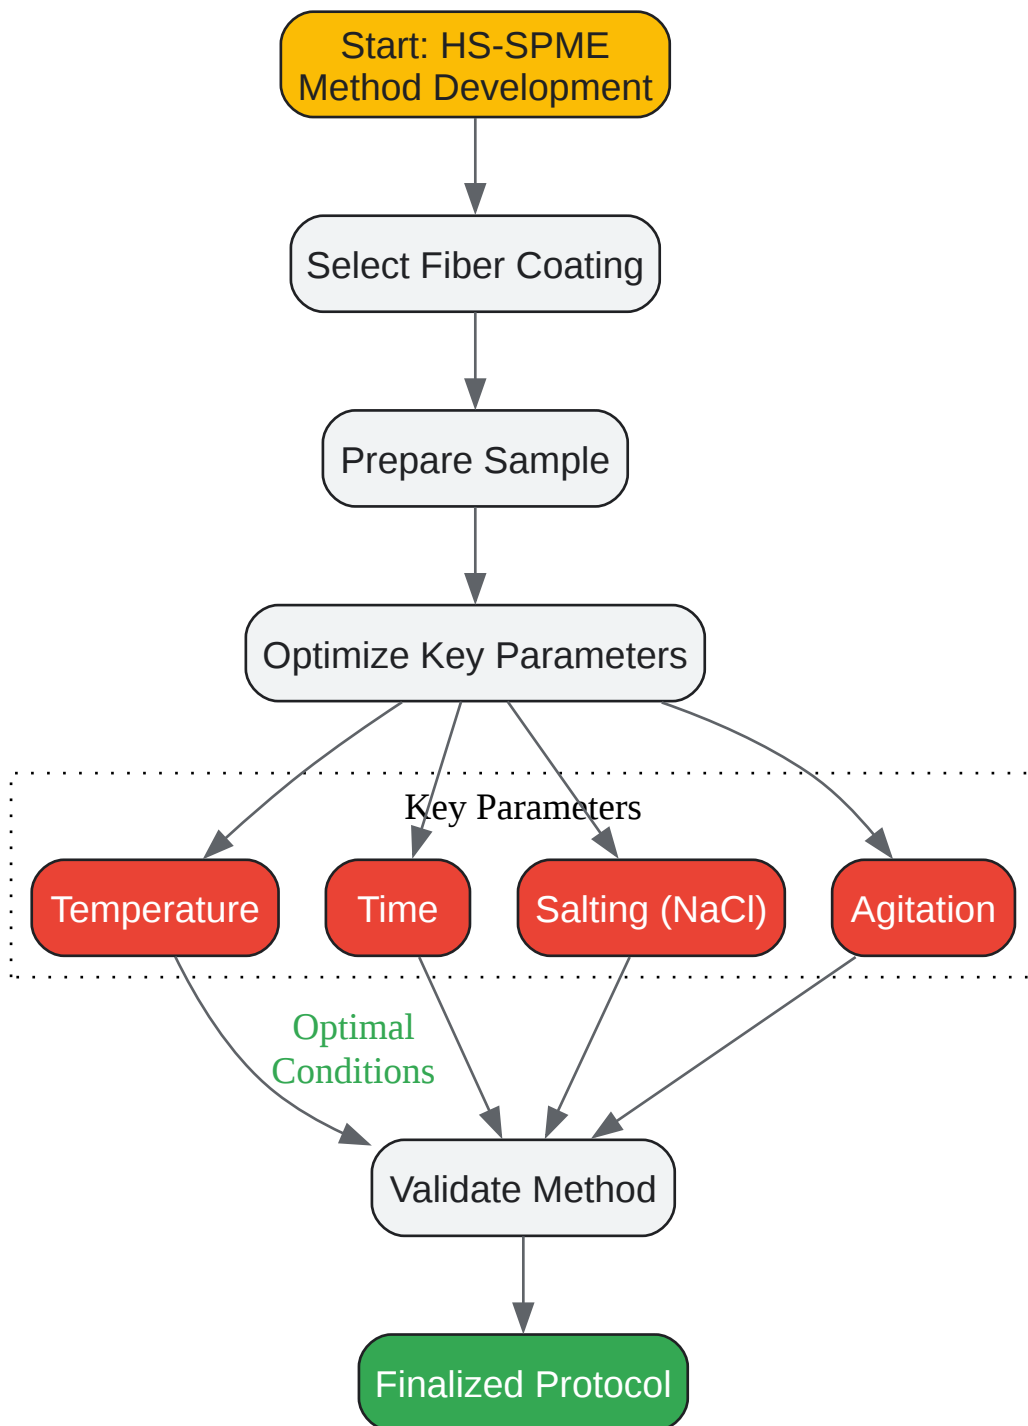 Start: HS-SPME
Method Development
Select Fiber Coating
Prepare Sample
Optimize Key Parameters
Key Parameters
Temperature
Time
Salting (NaCl)
Agitation
Optimal
Conditions
Validate Method
Finalized Protocol